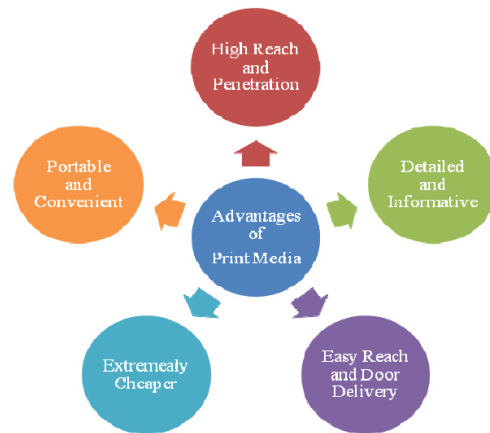 High Reach
and
Penetration
Portable
and
Convenient
Detailed
and
Informative
Advantages
of
Print Media
Extremealy
Cheaper
Easy Reach
and Door
Delivery